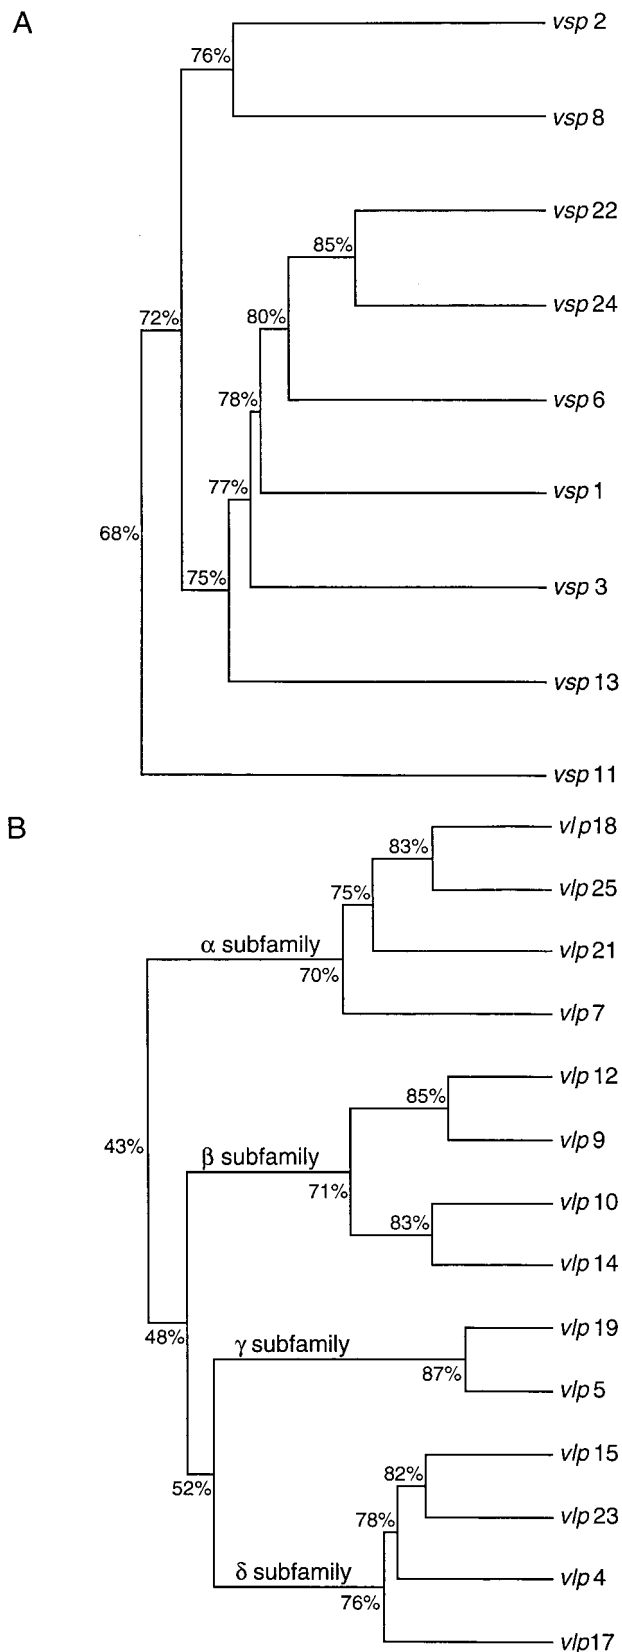 A
vsp 2
76%
vsp 8
vsp 22
85%
vsp 24
72%
80%
vsp 6
78%
77%
vsp 1
68%
75%
vsp 3
vsp 13
vsp 11
B
vlp 18
83%
75%
vlp 25
α subfamily
vlp 21
70%
vlp 7
vlp 12
85%
43%
vlp 9
β subfamily
71%
vlp 10
83%
vlp 14
48%
vlp 19
γ subfamily
87%
vlp 5
vlp 15
82%
52%
vlp 23
78%
δ subfamily
vlp 4
76%
vlp 17